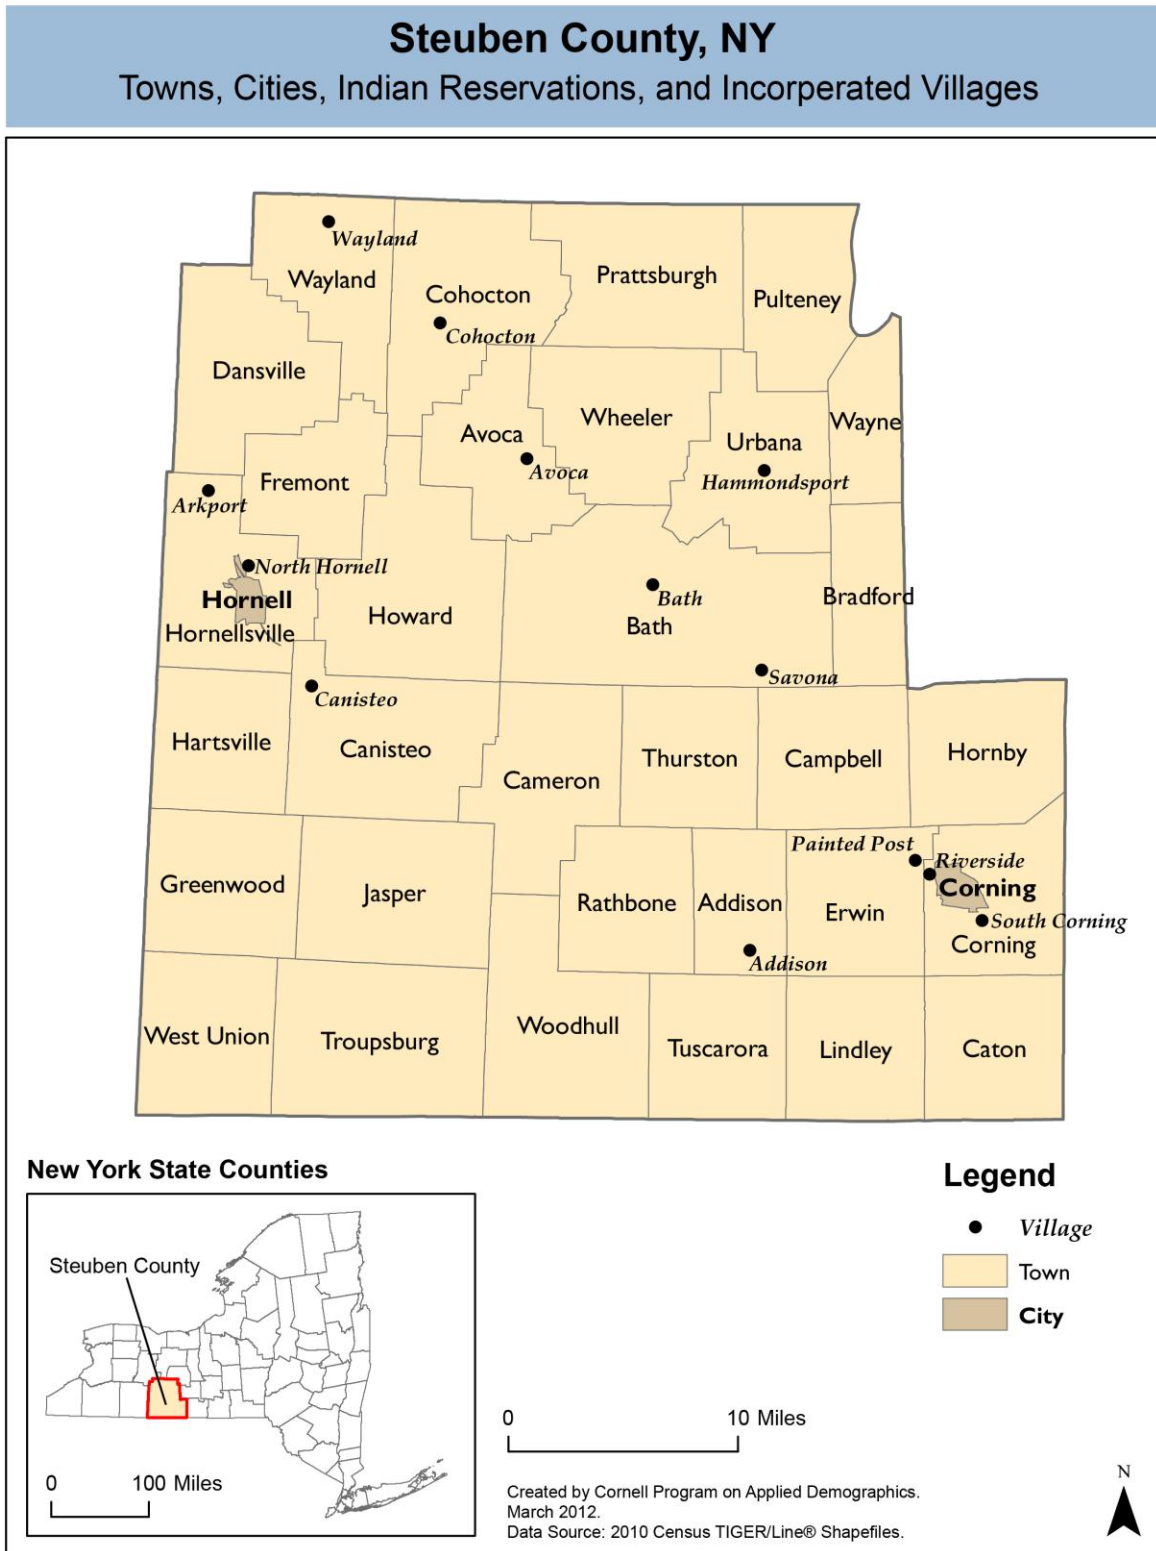 Steuben County, NY
Towns, Cities, Indian Reservations, and Incorperated Villages
Wayland
Wayland
Prattsburgh
Cohocton
Pulteney
Cohocton
Dansville
Wheeler
Wayne
Avoca
Urbana
Avoca
Hammondsport
Fremont
Arkport
North Hornell
Hornell
Hornellsville
Howard
Bath
Bath
Bradford
Savona
Canisteo
Hartsville
Canisteo
Cameron
Thurston
Campbell
Hornby
Painted Post
Riverside
Corning
Greenwood
Jasper
Rathbone
Addison
Erwin
South Corning
Corning
Addison
West Union
Troupsburg
Woodhull
Tuscarora
Lindley
Caton
New York State Counties
Steuben County
0 100 Miles
Legend
Village
Town
City
0 10 Miles
Created by Cornell Program on Applied Demographics.
March 2012.
Data Source: 2010 Census TIGER/Line® Shapefiles.
N